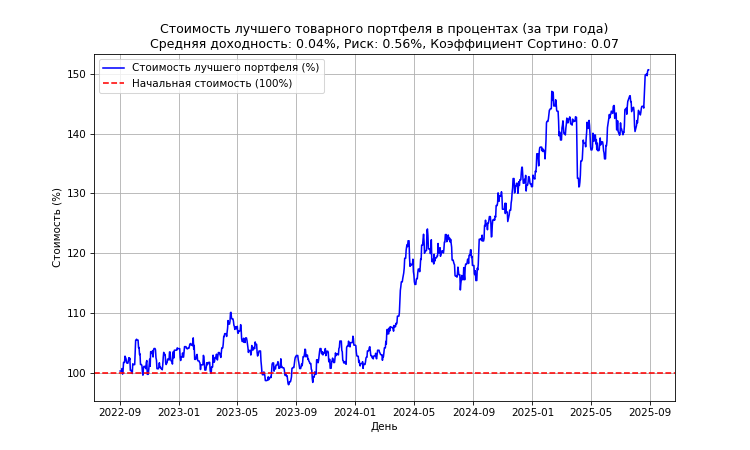 Стоимость лучшего товарного портфеля в процентах (за три года)
Средняя доходность: 0.04%, Риск: 0.56%, Коэффициент Сортино: 0.07
Стоимость лучшего портфеля (%)
Начальная стоимость (100%)
Стоимость (%)
150
140
130
120
110
100
2022-09 2023-01 2023-05 2023-09 2024-01 2024-05 2024-09 2025-01 2025-05 2025-09
День